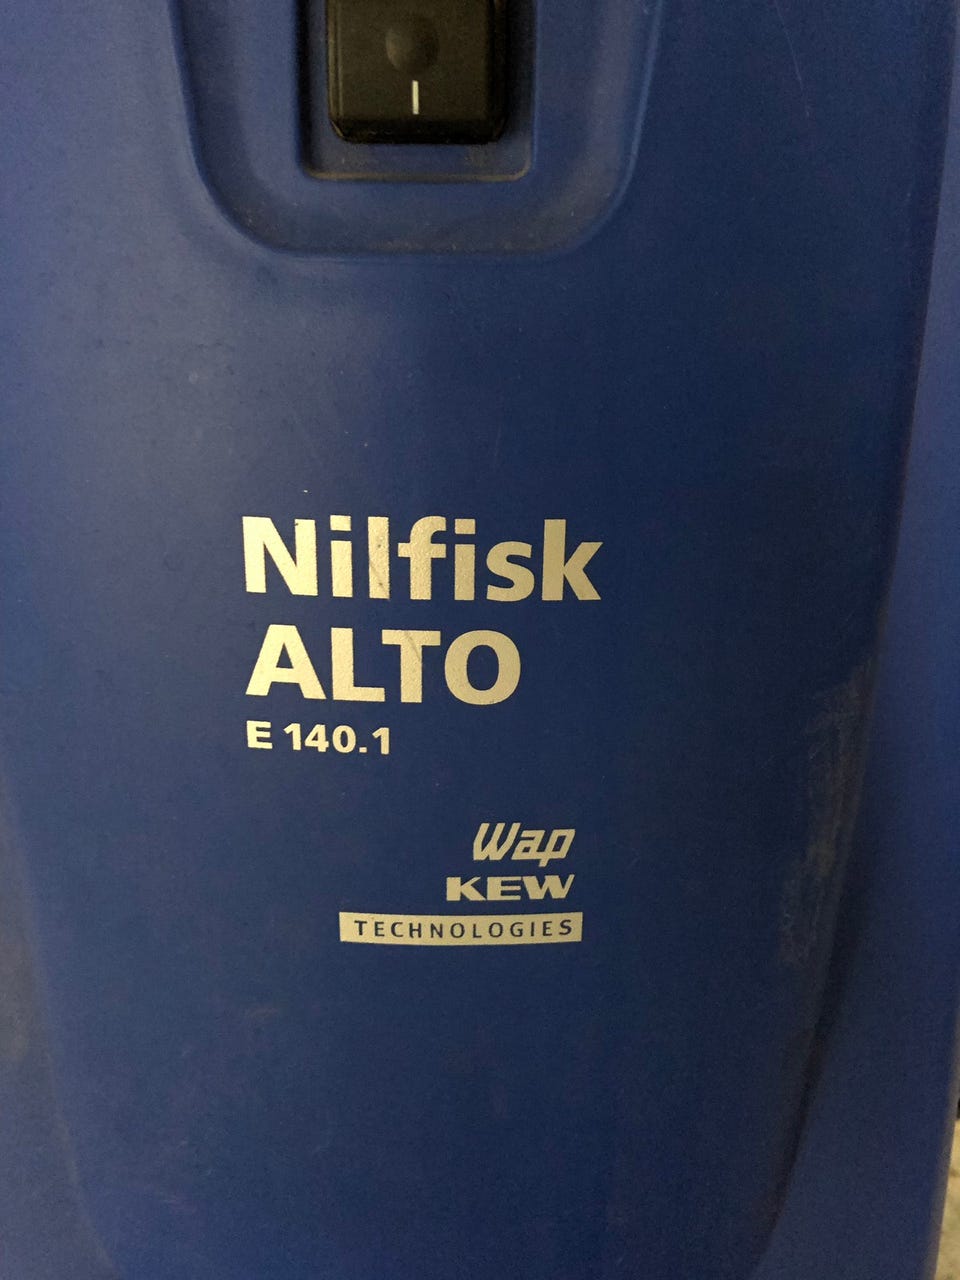 Nilfisk
ALTO
E 140.1
Wap
KEW
TECHNOLOGIES